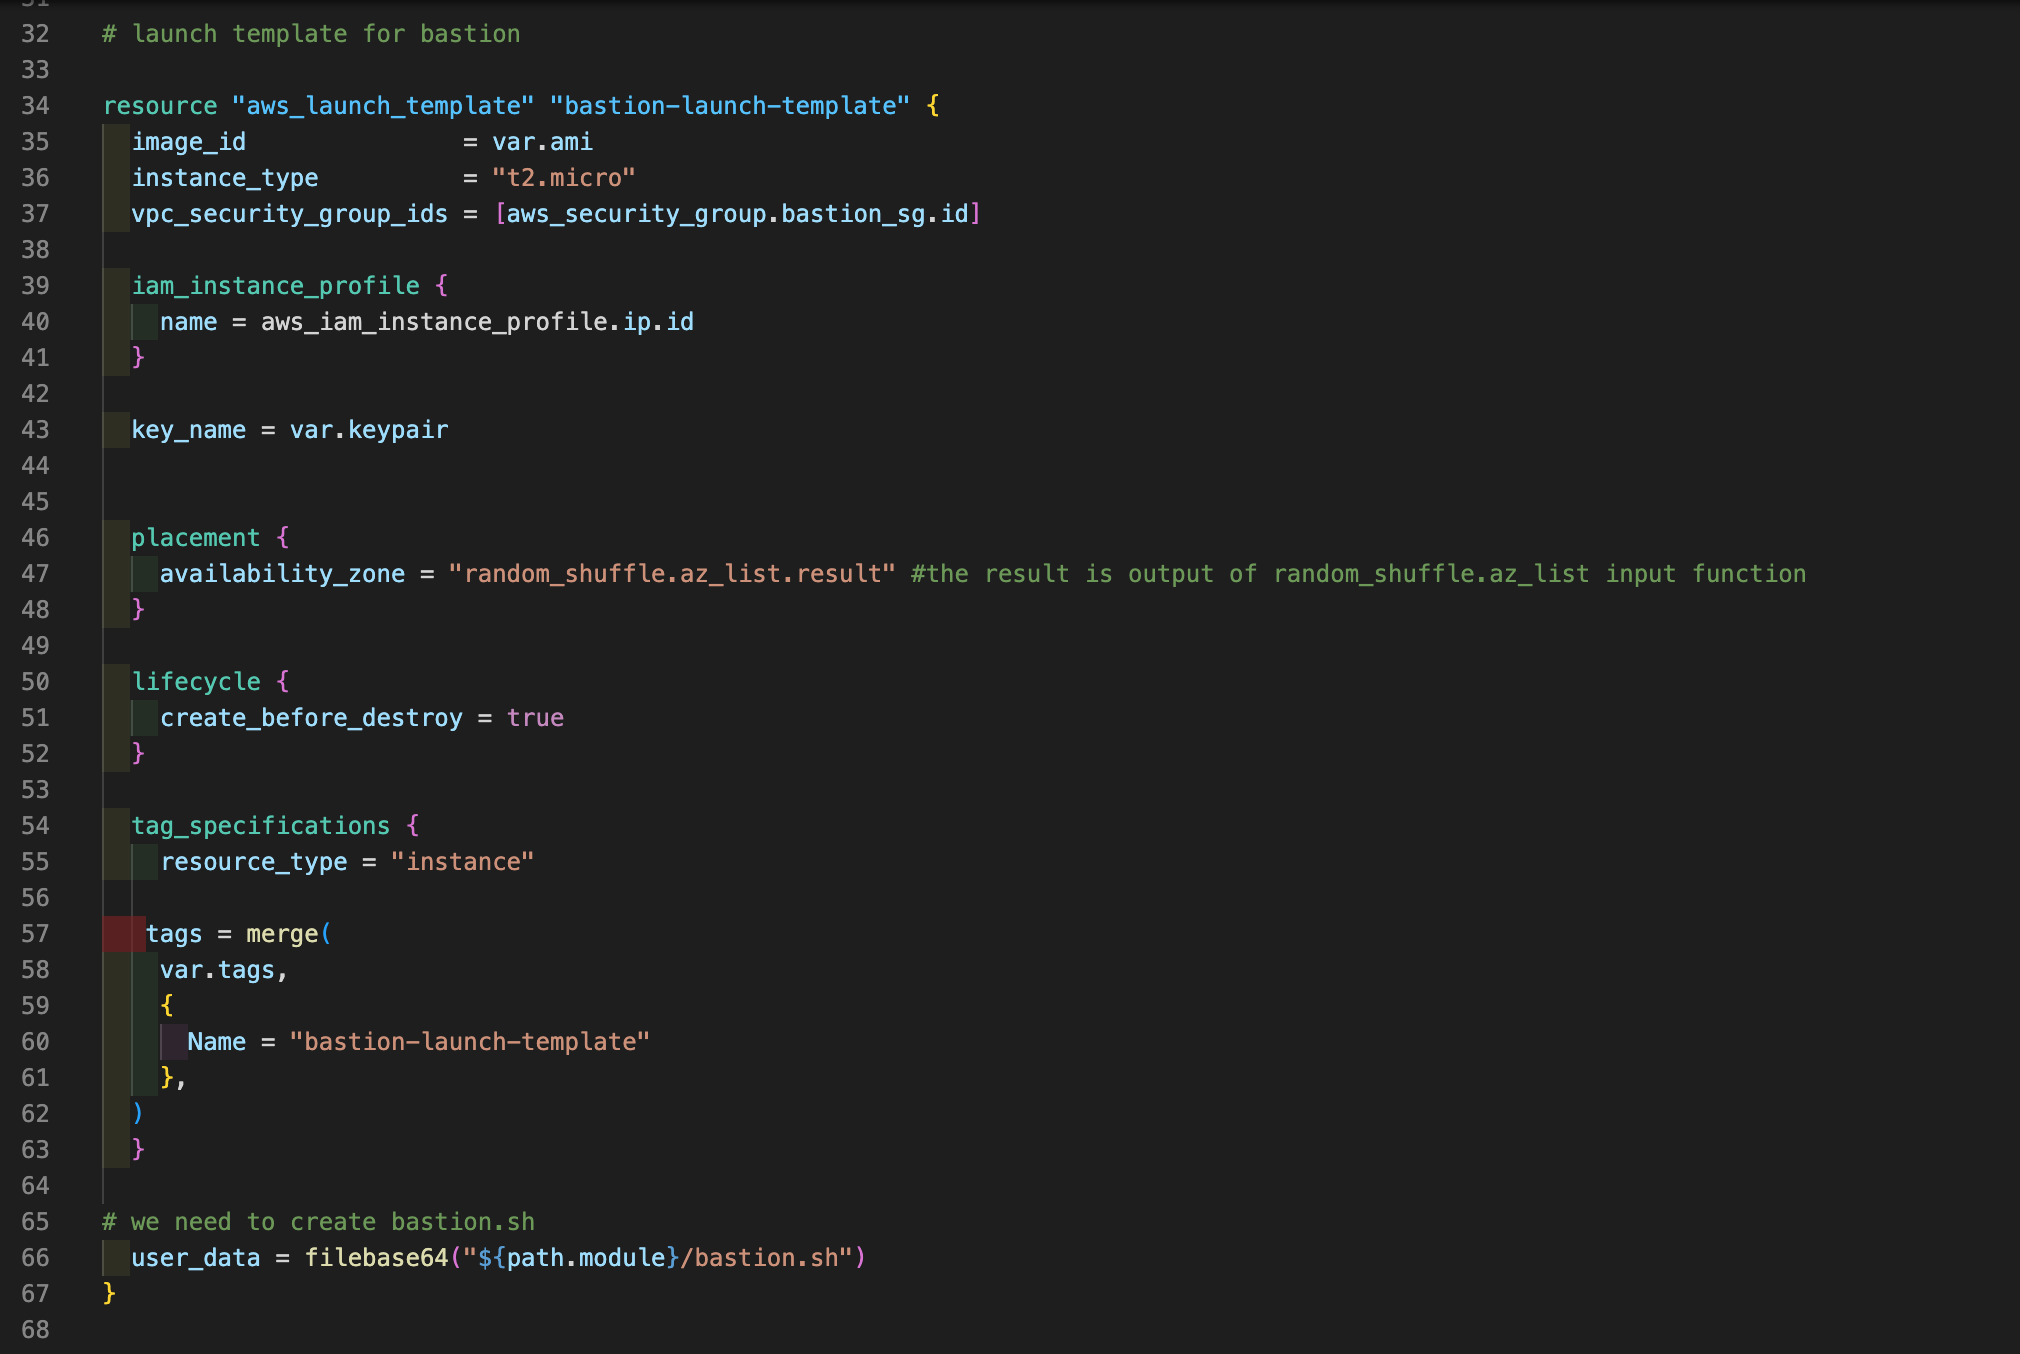 32 # launch template for bastion
33
34 resource "aws_launch_template" "bastion-launch-template" {
35   image_id               = var.ami
36   instance_type          = "t2.micro"
37   vpc_security_group_ids = [aws_security_group.bastion_sg.id]
38
39   iam_instance_profile {
40     name = aws_iam_instance_profile.ip.id
41   }
42
43   key_name = var.keypair
44
45
46   placement {
47     availability_zone = "random_shuffle.az_list.result" #the result is output of random_shuffle.az_list input function
48   }
49
50   lifecycle {
51     create_before_destroy = true
52   }
53
54   tag_specifications {
55     resource_type = "instance"
56
57    tags = merge(
58     var.tags,
59     {
60       Name = "bastion-launch-template"
61     },
62   )
63   }
64
65 # we need to create bastion.sh
66   user_data = filebase64("${path.module}/bastion.sh")
67 }
68